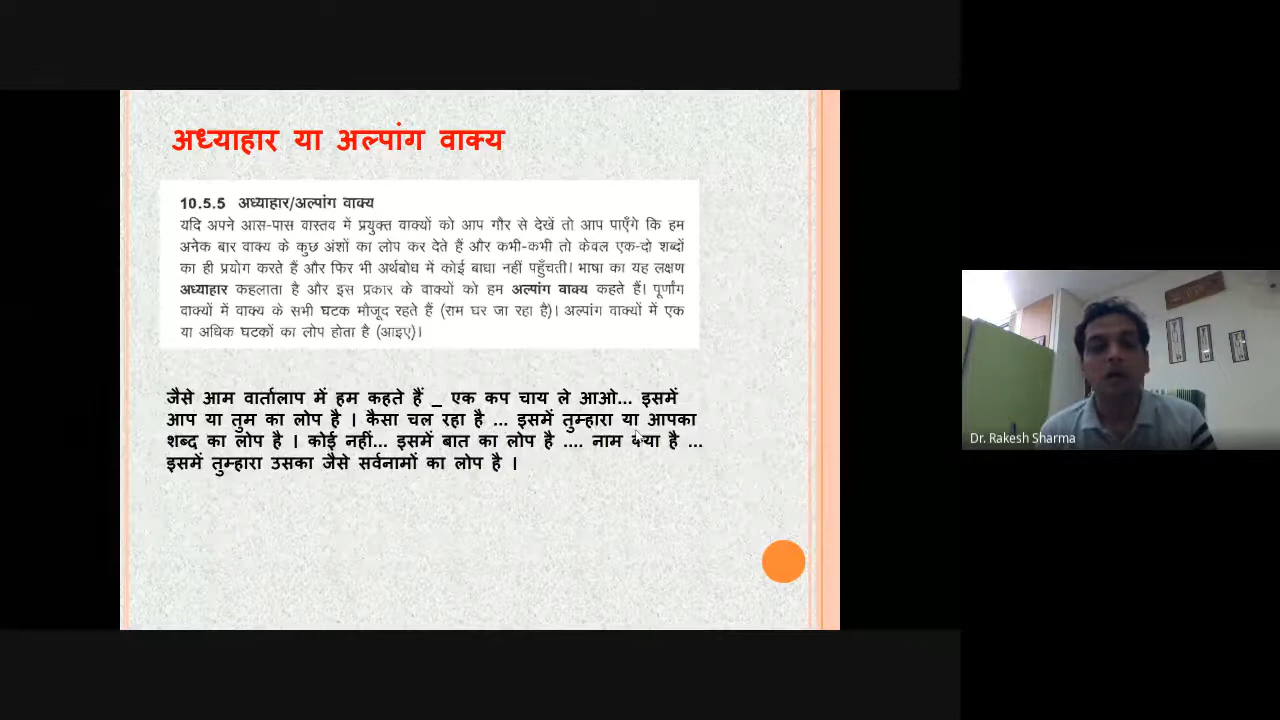 अध्याहार या अल्पांग वाक्य
10.5.5 अध्याहार/अल्पांग वाक्य
यदि अपने आस-पास वास्तव में प्रयुक्त वाक्यों को आप गौर से देखें तो आप पाएँगे कि हम
अनेक बार वाक्य के कुछ अंशों का लोप कर देते हैं और कभी-कभी तो केवल एक-दो शब्दों
का ही प्रयोग करते हैं और फिर भी अर्थबोध में कोई बाधा नहीं पहुँचती। भाषा का यह लक्षण
अध्याहार कहलाता है और इस प्रकार के वाक्यों को हम अल्पांग वाक्य कहते हैं। पूर्णांग
वाक्यों में वाक्य के सभी घटक मौजूद रहते हैं (राम घर जा रहा है)। अल्पांग वाक्यों में एक
या अधिक घटकों का लोप होता है (आइए)।
जैसे आम वार्तालाप में हम कहते हैं _ एक कप चाय ले आओ... इसमें
आप या तुम का लोप है । कैसा चल रहा है ... इसमें तुम्हारा या आपका
शब्द का लोप है । कोई नहीं... इसमें बात का लोप है .... नाम क्या है ...
इसमें तुम्हारा उसका जैसे सर्वनामों का लोप है ।
Dr. Rakesh Sharma